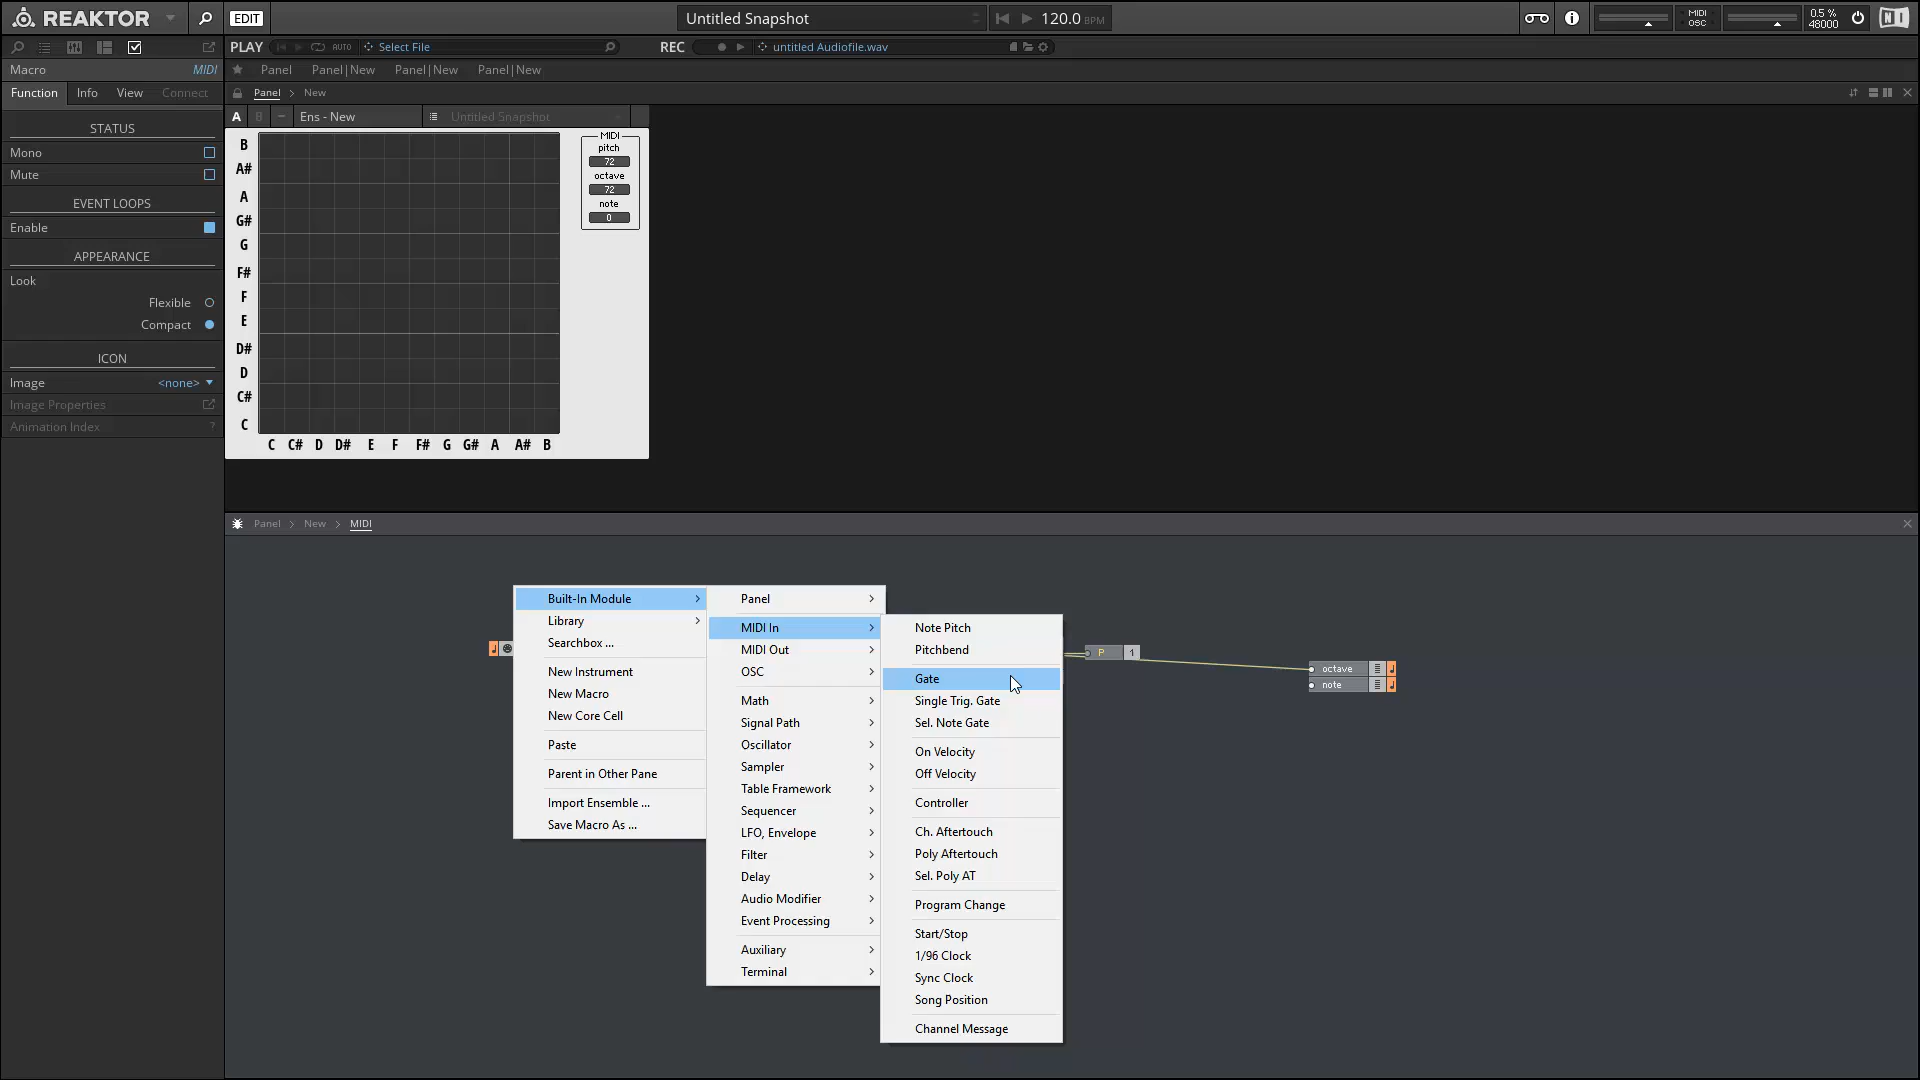 REAKTOR
EDIT
Untitled Snapshot
120.0 BPM
MIDI
OSC
0.5 %
48000
AUTO
PLAY
Select File
REC
untitled Audiofile.wav
Macro
MIDI
Panel
Panel|New
Panel|New
Panel|New
Function
Info
View
Connect
Panel > New
A
B
Ens - New
Untitled Snapshot
STATUS
Mono
Mute
EVENT LOOPS
Enable
APPEARANCE
Look
Flexible
Compact
ICON
Image
<none>
Image Properties
Animation Index
?
B
A#
A
G#
G
F#
F
E
D#
D
C#
C
C C# D D# E F F# G G# A A# B
MIDI
pitch
72
octave
72
note
0
Panel > New > MIDI
Built-In Module
Library
Searchbox ...
New Instrument
New Macro
New Core Cell
Paste
Parent in Other Pane
Import Ensemble ...
Save Macro As ...
Panel
MIDI In
MIDI Out
OSC
Math
Signal Path
Oscillator
Sampler
Table Framework
Sequencer
LFO, Envelope
Filter
Delay
Audio Modifier
Event Processing
Auxiliary
Terminal
Note Pitch
Pitchbend
Gate
Single Trig. Gate
Sel. Note Gate
On Velocity
Off Velocity
Controller
Ch. Aftertouch
Poly Aftertouch
Sel. Poly AT
Program Change
Start/Stop
1/96 Clock
Sync Clock
Song Position
Channel Message
P 1
octave
note